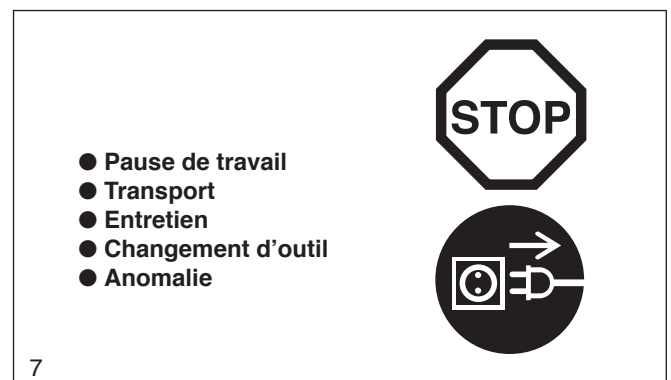 STOP
● Pause de travail
● Transport
● Entretien
● Changement d'outil
● Anomalie
7